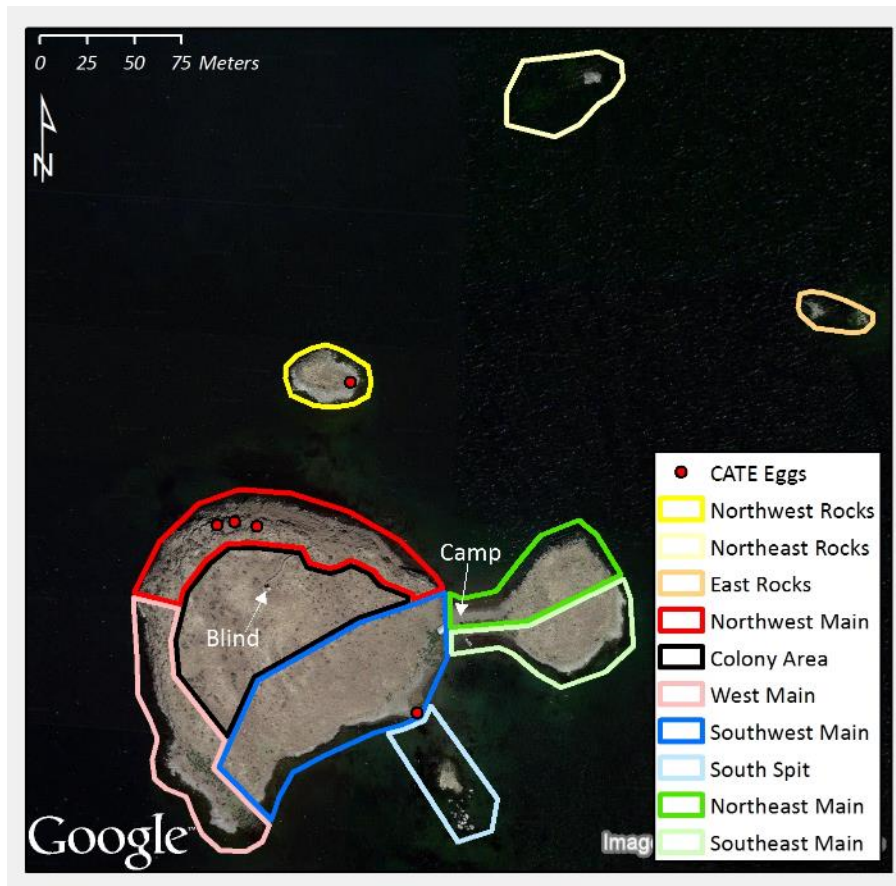 0 25 50 75 Meters
N
CATE Eggs
Northwest Rocks
Northeast Rocks
East Rocks
Northwest Main
Colony Area
West Main
Southwest Main
South Spit
Northeast Main
Southeast Main
Camp
Blind
Google
Imag